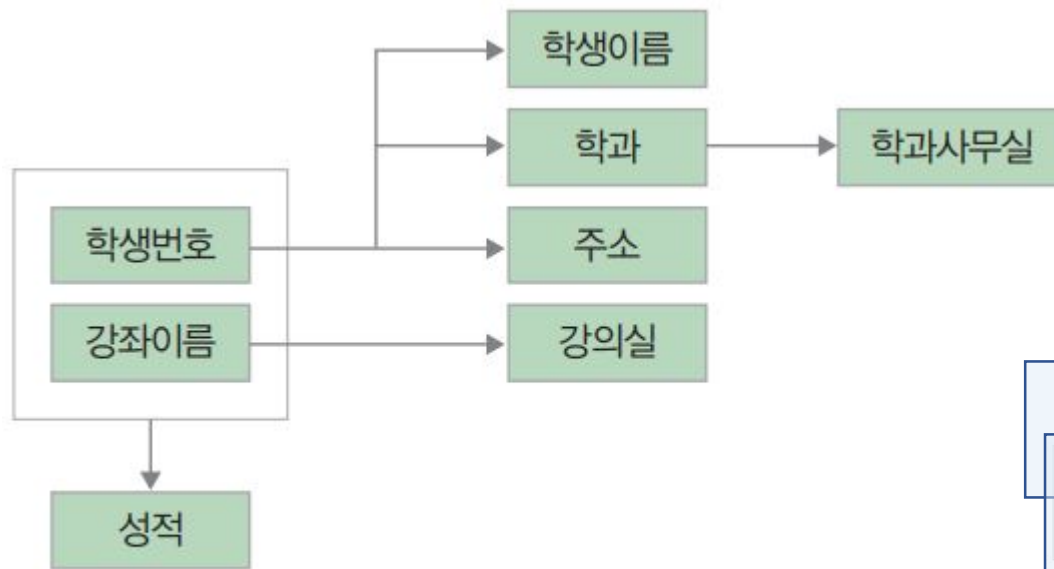 학생이름
학과
학과사무실
학생번호
주소
강좌이름
강의실
성적